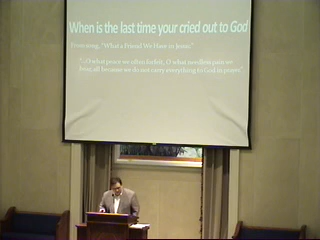 When is the last time your cried out to God
From song, "What a Friend We Have in Jesus"
"...O what peace we often forfeit, O what needless pain we
bear, all because we do not carry everything to God in prayer".